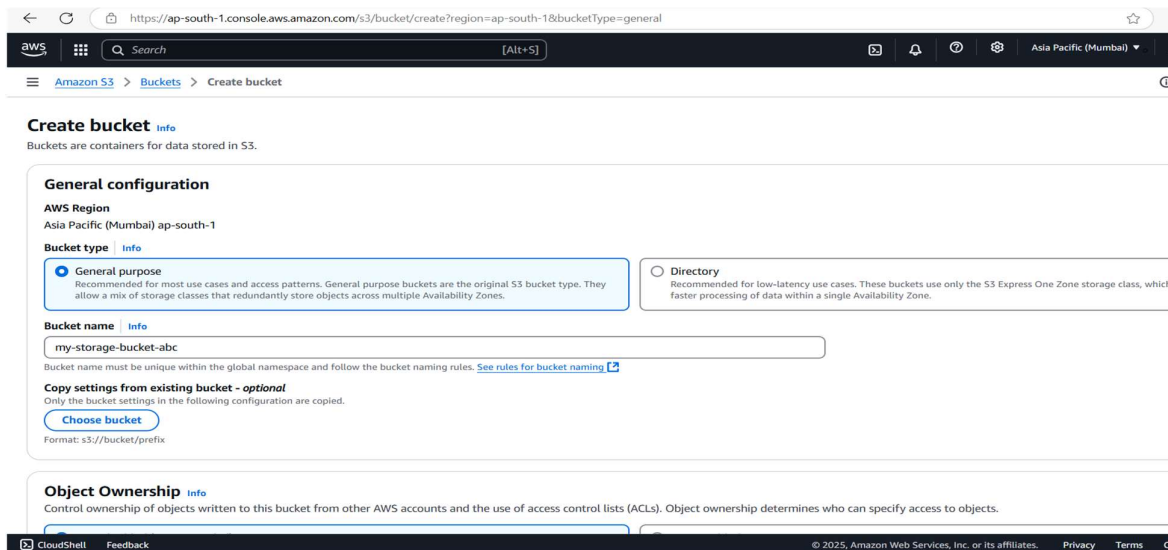 https://ap-south-1.console.aws.amazon.com/s3/bucket/create?region=ap-south-1&bucketType=general
aws
Search [Alt+S]
Asia Pacific (Mumbai)
Amazon S3 > Buckets > Create bucket
Create bucket Info
Buckets are containers for data stored in S3.
General configuration
AWS Region
Asia Pacific (Mumbai) ap-south-1
Bucket type Info
General purpose
Recommended for most use cases and access patterns. General purpose buckets are the original S3 bucket type. They
allow a mix of storage classes that redundantly store objects across multiple Availability Zones.
Directory
Recommended for low-latency use cases. These buckets use only the S3 Express One Zone storage class, which
faster processing of data within a single Availability Zone.
Bucket name Info
my-storage-bucket-abc
Bucket name must be unique within the global namespace and follow the bucket naming rules. See rules for bucket naming
Copy settings from existing bucket - optional
Only the bucket settings in the following configuration are copied.
Choose bucket
Format: s3://bucket/prefix
Object Ownership Info
Control ownership of objects written to this bucket from other AWS accounts and the use of access control lists (ACLs). Object ownership determines who can specify access to objects.
CloudShell Feedback © 2025, Amazon Web Services, Inc. or its affiliates. Privacy Terms